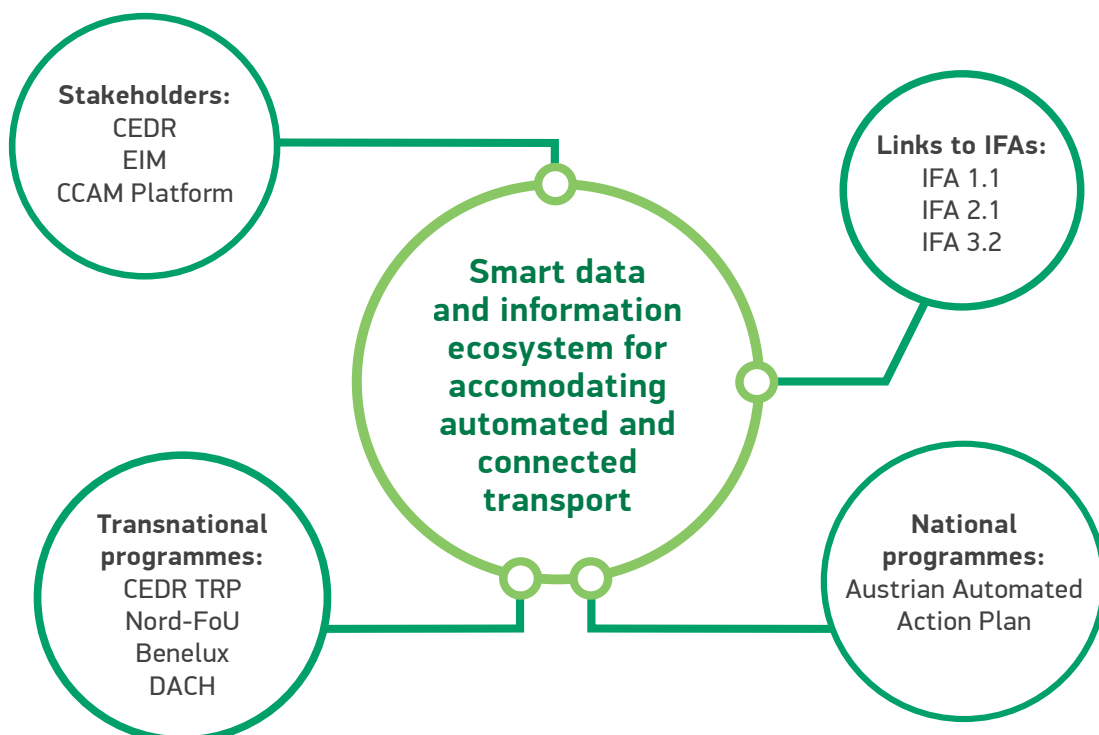 Stakeholders:
CEDR
EIM
CCAM Platform
Links to IFAs:
IFA 1.1
IFA 2.1
IFA 3.2
Smart data
and information
ecosystem for
accomodating
automated and
connected
transport
Transnational
programmes:
CEDR TRP
Nord-FoU
Benelux
DACH
National
programmes:
Austrian Automated
Action Plan